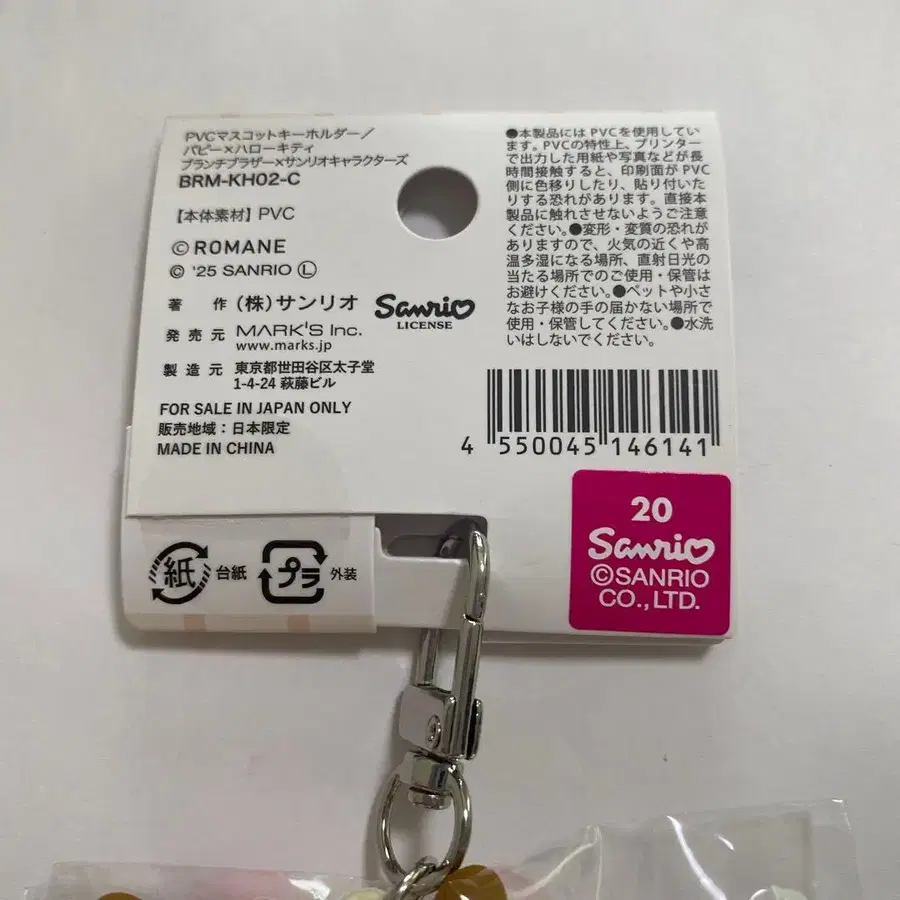 PVCマスコットキーホルダー/
パピー×ハローキティ
ブランチブラザー×サンリオキャラクターズ
BRM-KH02-C
【本体素材】PVC
©ROMANE
© '25 SANRIO Ⓛ
著 作 (株)サンリオ
Sanrio
LICENSE
発 売 元 MARK'S Inc.
www.marks.jp
製 造 元 東京都世田谷区太子堂
1-4-24 萩藤ビル
FOR SALE IN JAPAN ONLY
販売地域:日本限定
MADE IN CHINA
●本製品にはPVCを使用してい
ます。PVCの特性上、プリンター
で出力した用紙や写真などが長
時間接触すると、印刷面がPVC
側に色移りしたり、貼り付いた
りする恐れがあります。直接本
製品に触れさせないようご注意
ください。●変形・変質の恐れが
ありますので、火気の近くや高
温多湿になる場所、直射日光の
当たる場所でのご使用・保管は
お避けください。●ペットや小さ
なお子様の手の届かない場所で
使用・保管してください。●水洗
いはしないでください。
4 550045 146141
紙 台紙
プラ 外装
20
Sanrio
©SANRIO
CO.,LTD.